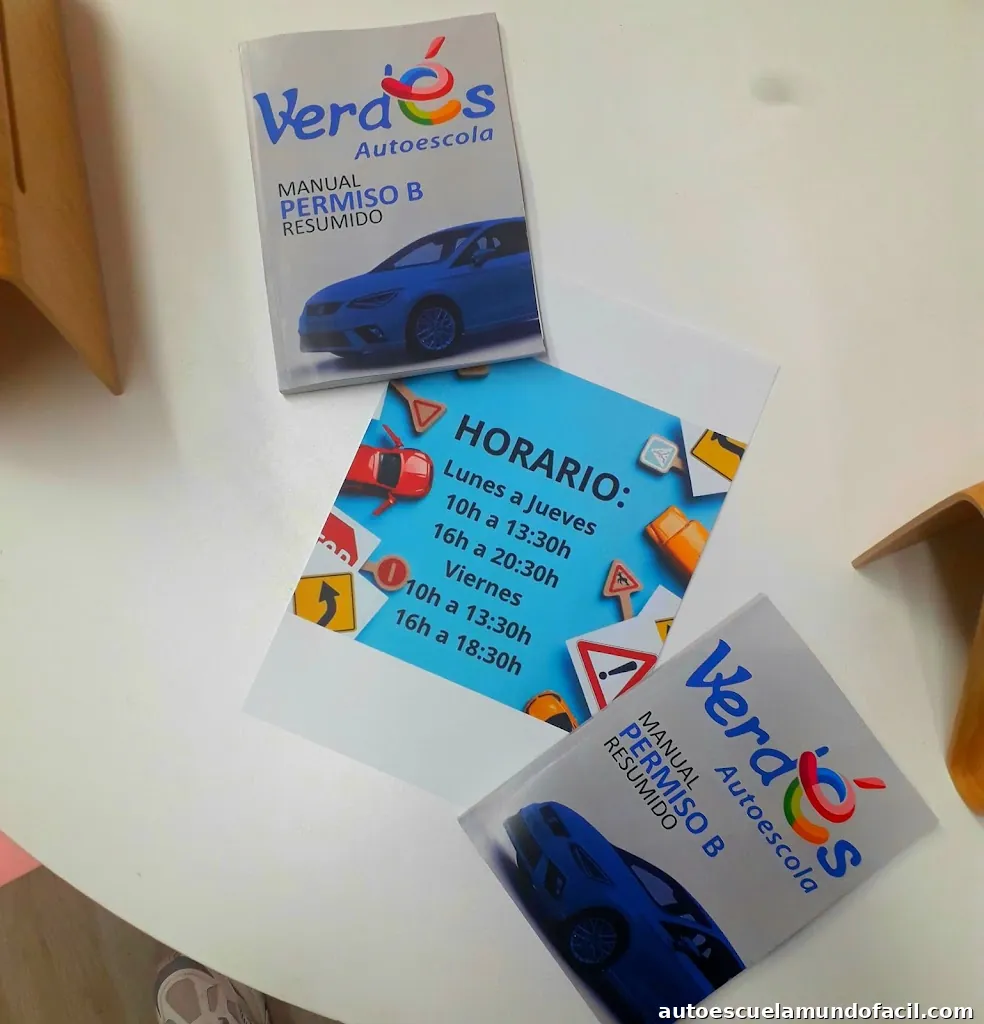 Verdés
Autoescola
MANUAL
PERMISO B
RESUMIDO
HORARIO:
Lunes a Jueves
10h a 13:30h
16h a 20:30h
Viernes
10h a 13:30h
16h a 18:30h
Verdés
Autoescola
MANUAL
PERMISO B
RESUMIDO
autoescuelamundofacil.com